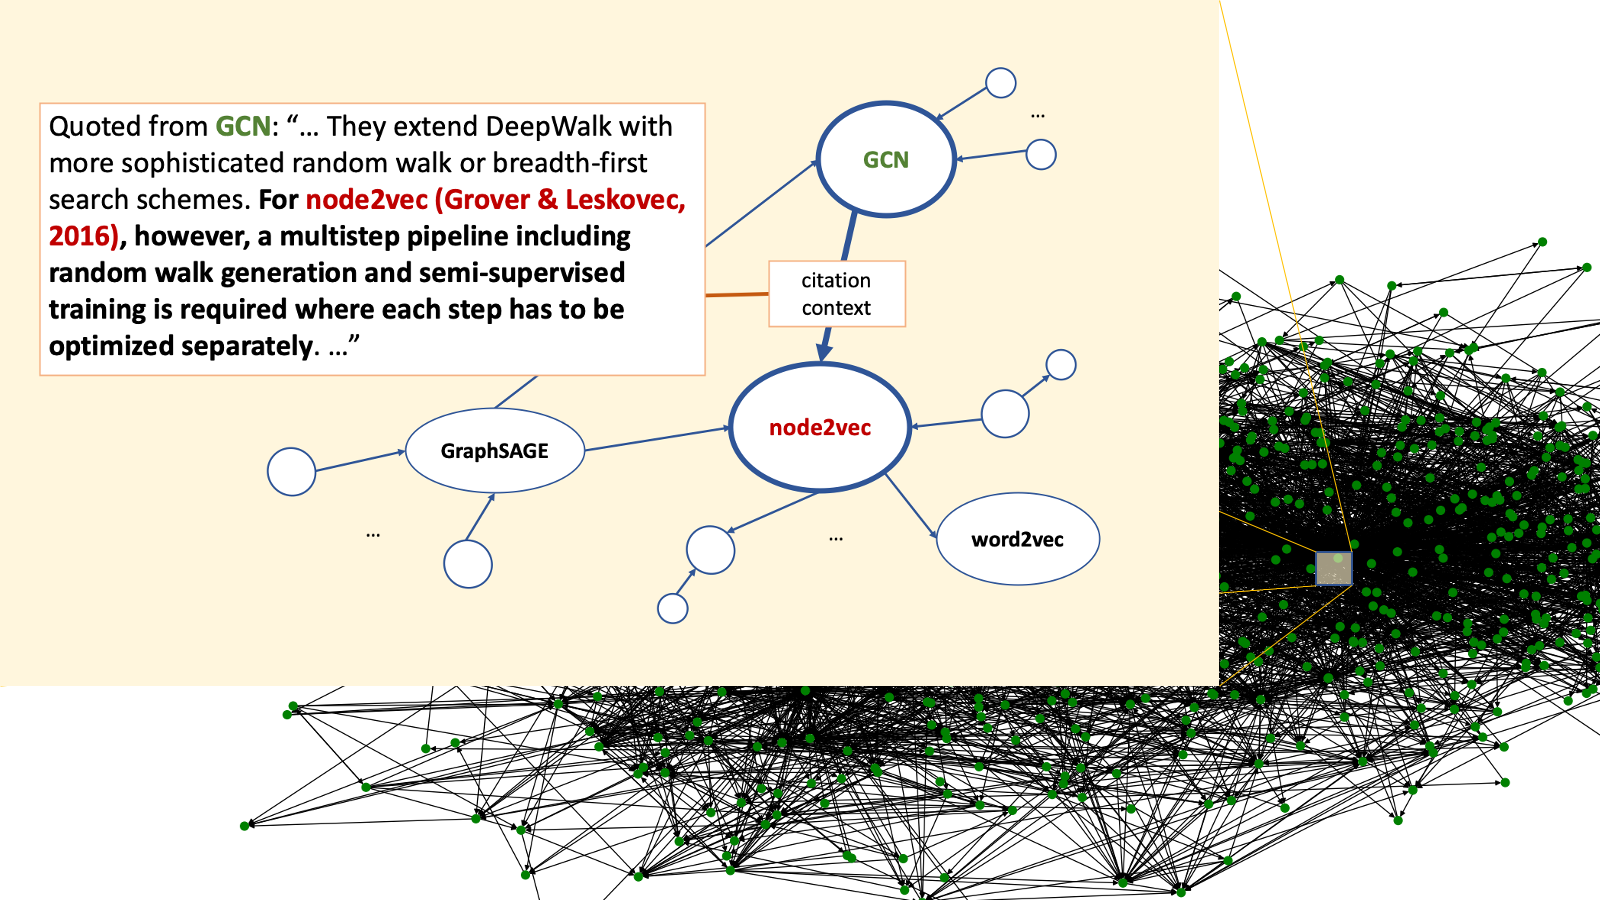 Quoted from GCN: “... They extend DeepWalk with
more sophisticated random walk or breadth-first
search schemes. For node2vec (Grover & Leskovec,
2016), however, a multistep pipeline including
random walk generation and semi-supervised
training is required where each step has to be
optimized separately. ...”
...
GCN
citation
context
node2vec
GraphSAGE
...
...
word2vec